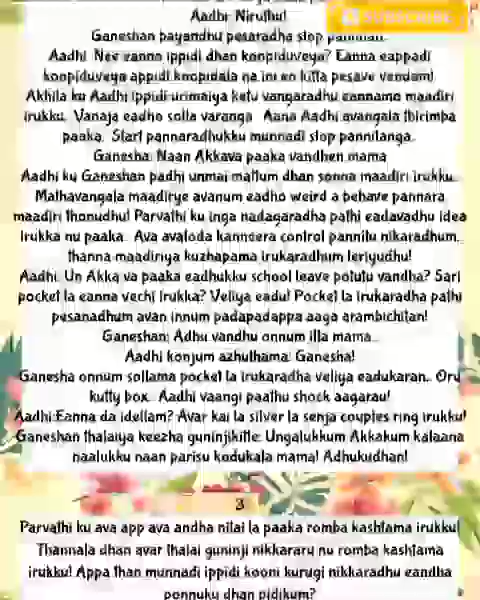 Aadhi: Niruthu!
Ganeshan payandhu pesaradha stop pannitan.
Aadhi: Nee eanna ippidi dhan koopiduveya? Eanna eappadi
koopiduveya appidi koopidala na ini en kitta pesave vendam!
Akhila ku Aadhi ippidi urimaiya ketu vangaradhu eannamo maadiri
irukku. Vanaja eadho solla varanga. Aana Aadhi avangala thirimba
paaka. Start pannaradhukku munnadi stop pannitanga.
Ganesha: Naan Akkava paaka vandhen mama
Aadhi ku Ganeshan padhi unmai mattum dhan sonna maadiri irukku..
Mathavangala maadirye avanum eadho weird a behave pannara
maadiri thonudhu! Parvathi ku inga nadagaradha pathi eadavadhu idea
irukka nu paaka. Ava avaloda kanneera control pannitu nikaradhum..
thanna maadiriya kuzhapama irukaradhum teriyudhu!
Aadhi: Un Akka va paaka eadhukku school leave potutu vandha? Sari
pocket la eanna vechi irukka? Veliya eadu! Pocket la irukaradha pathi
pesanadhum avan innum padapadappa aaga arambichitan!
Ganeshan: Adhu vandhu onnum illa mama..
Aadhi konjum azhuthama: Ganesha!
Ganesha onnum sollama pocket la irukaradha veliya eadukaran.. Oru
kutty box.. Aadhi vaangi paathu shock aagarau!
Aadhi:Eanna da idellam? Avar kai la silver la senja couples ring irukku!
Ganeshan thalaiya keezha guninjikitte: Ungalukkum Akkakum kalaana
naalukku naan parisu kodukala mama! Adhukudhan!
3
Parvathi ku ava app ava andha nilai la paaka romba kashtama irukku!
Thannala dhan avar thalai guninji nikkararu nu romba kashtama
irukku! Appa than munnadi ippidi kooni kurugi nikkaradhu eandha
ponnuku dhan pidikum?